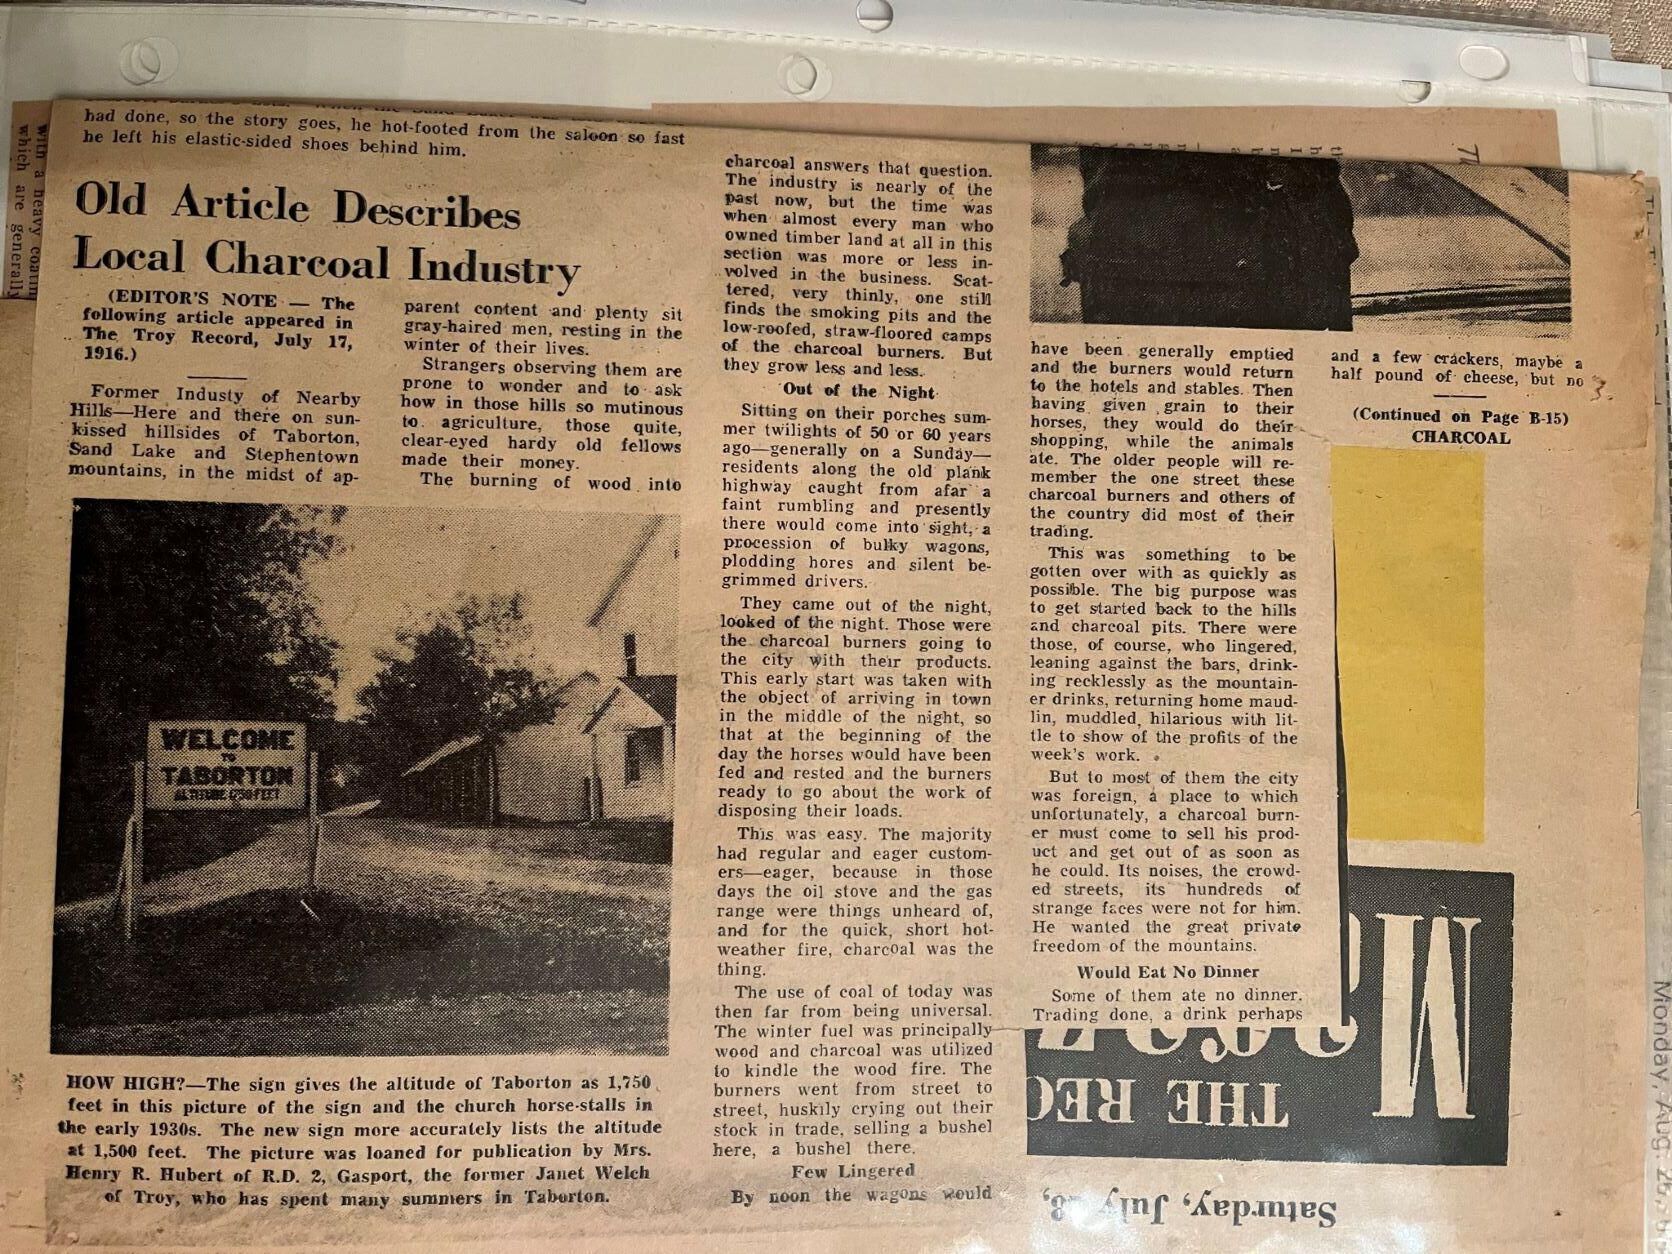 had done, so the story goes, he hot-footed from the saloon so fast
he left his elastic-sided shoes behind him.
Old Article Describes
Local Charcoal Industry
(EDITOR'S NOTE — The
following article appeared in
The Troy Record, July 17,
1916.)
Former Industy of Nearby
Hills—Here and there on sun-
kissed hillsides of Taborton,
Sand Lake and Stephentown
mountains, in the midst of ap-
parent content and plenty sit
gray-haired men, resting in the
winter of their lives.
Strangers observing them are
prone to wonder and to ask
how in those hills so mutinous
to agriculture, those quite,
clear-eyed hardy old fellows
made their money.
The burning of wood into
charcoal answers that question.
The industry is nearly of the
past now, but the time was
when almost every man who
owned timber land at all in this
section was more or less in-
volved in the business. Scat-
tered, very thinly, one still
finds the smoking pits and the
low-roofed, straw-floored camps
of the charcoal burners. But
they grow less and less.
Out of the Night
Sitting on their porches sum-
mer twilights of 50 or 60 years
ago—generally on a Sunday—
residents along the old plank
highway caught from afar a
faint rumbling and presently
there would come into sight, a
procession of bulky wagons,
plodding hores and silent be-
grimmed drivers.
They came out of the night,
looked of the night. Those were
the charcoal burners going to
the city with their products.
This early start was taken with
the object of arriving in town
in the middle of the night, so
that at the beginning of the
day the horses would have been
fed and rested and the burners
ready to go about the work of
disposing their loads.
This was easy. The majority
had regular and eager custom-
ers—eager, because in those
days the oil stove and the gas
range were things unheard of,
and for the quick, short hot-
weather fire, charcoal was the
thing.
The use of coal of today was
then far from being universal.
The winter fuel was principally
wood and charcoal was utilized
to kindle the wood fire. The
burners went from street to
street, huskily crying out their
stock in trade, selling a bushel
here, a bushel there.
Few Lingered
By noon the wagons would
have been generally emptied
and the burners would return
to the hotels and stables. Then
having given grain to their
horses, they would do their
shopping, while the animals
ate. The older people will re-
member the one street these
charcoal burners and others of
the country did most of their
trading.
This was something to be
gotten over with as quickly as
possible. The big purpose was
to get started back to the hills
and charcoal pits. There were
those, of course, who lingered,
leaning against the bars, drink-
ing recklessly as the mountain-
er drinks, returning home maud-
lin, muddled, hilarious with lit-
tle to show of the profits of the
week's work.
But to most of them the city
was foreign, a place to which
unfortunately, a charcoal burn-
er must come to sell his prod-
uct and get out of as soon as
he could. Its noises, the crowd-
ed streets, its hundreds of
strange faces were not for him.
He wanted the great private
freedom of the mountains.
Would Eat No Dinner
Some of them ate no dinner.
Trading done, a drink perhaps
and a few crackers, maybe a
half pound of cheese, but no
(Continued on Page B-15)
CHARCOAL
WELCOME
TO
TABORTON
ALTITUDE 1750 FEET
HOW HIGH?—The sign gives the altitude of Taborton as 1,750
feet in this picture of the sign and the church horse-stalls in
the early 1930s. The new sign more accurately lists the altitude
at 1,500 feet. The picture was loaned for publication by Mrs.
Henry R. Hubert of R.D. 2, Gasport, the former Janet Welch
of Troy, who has spent many summers in Taborton.
with a heavy coating
which are generally
THE REC
Saturday, July
Monday, Aug.